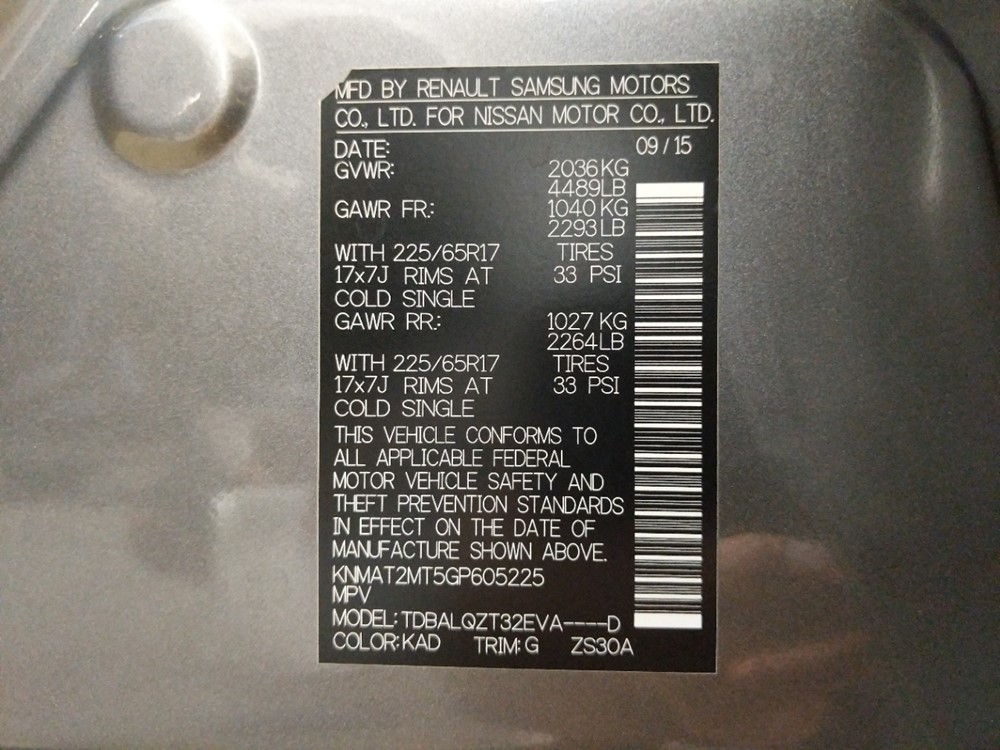 MFD BY RENAULT SAMSUNG MOTORS
CO., LTD. FOR NISSAN MOTOR CO., LTD.
DATE: 09 / 15
GVWR: 2036 KG
4489 LB
GAWR FR.: 1040 KG
2293 LB
WITH 225/65R17 TIRES
17x7J RIMS AT 33 PSI
COLD SINGLE
GAWR RR.: 1027 KG
2264 LB
WITH 225/65R17 TIRES
17x7J RIMS AT 33 PSI
COLD SINGLE
THIS VEHICLE CONFORMS TO
ALL APPLICABLE FEDERAL
MOTOR VEHICLE SAFETY AND
THEFT PREVENTION STANDARDS
IN EFFECT ON THE DATE OF
MANUFACTURE SHOWN ABOVE.
KNMAT2MT5GP605225
MPV
MODEL: TDBALQZT32EVA----D
COLOR: KAD TRIM: G ZS30A